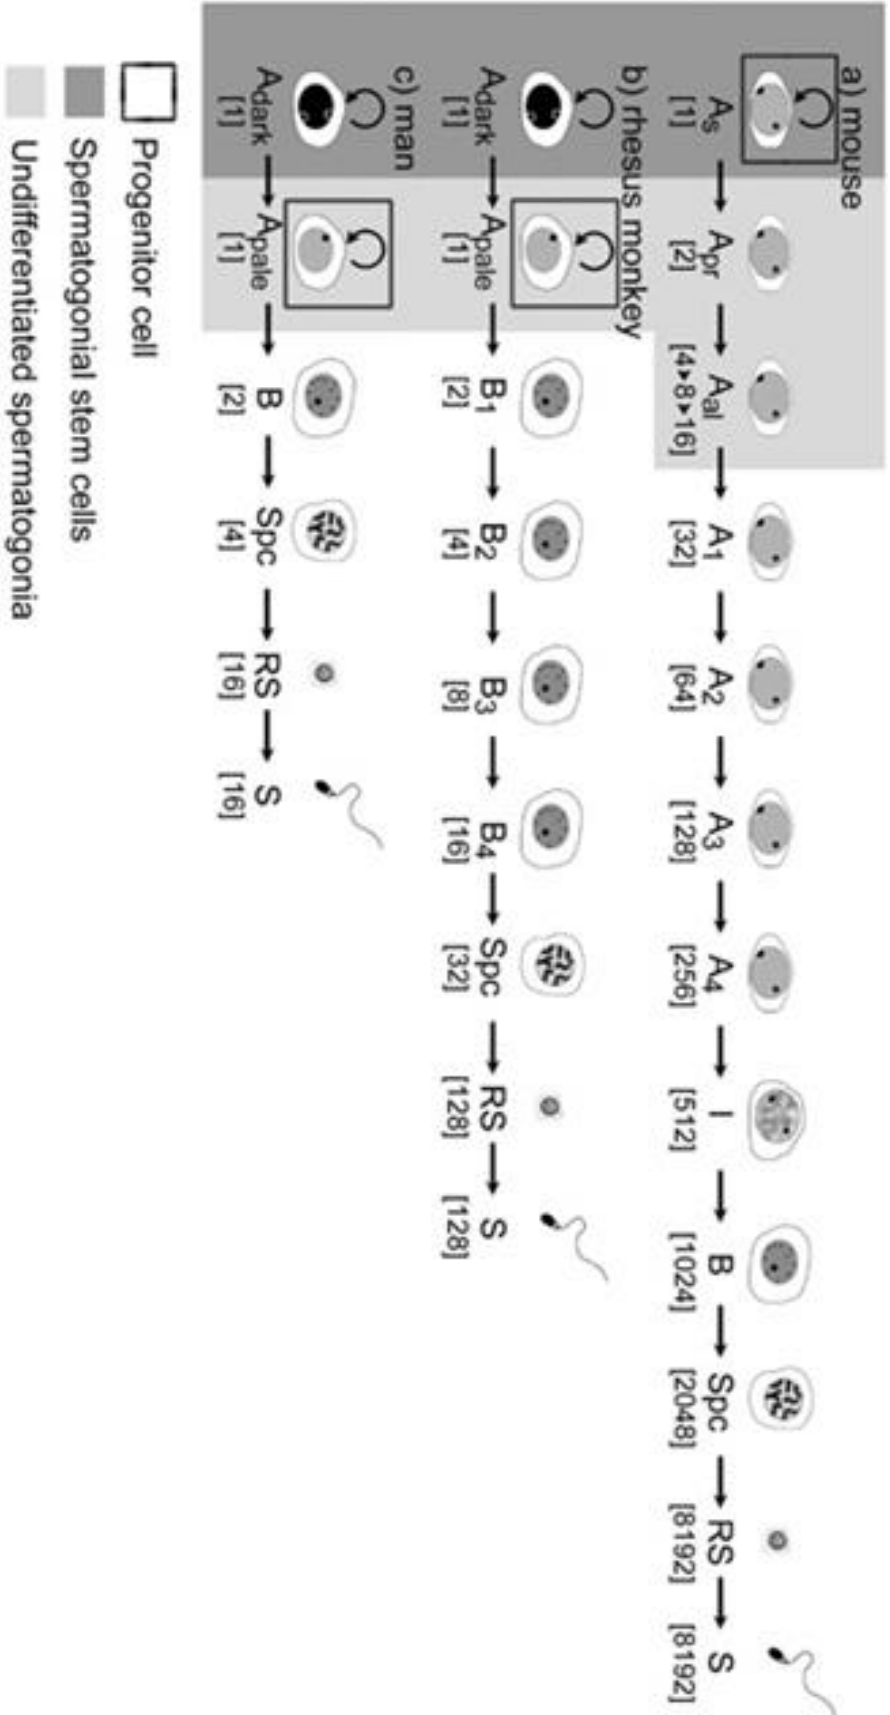 a) mouse
As → Apr → Aal → A1 → A2 → A3 → A4 → I → B → Spc → RS → S
[1] [2] [4▸8▸16] [32] [64] [128] [256] [512] [1024] [2048] [8192] [8192]
b) rhesus monkey
Adark → Apale → B1 → B2 → B3 → B4 → Spc → RS → S
[1] [1] [2] [4] [8] [16] [32] [128] [128]
c) man
Adark → Apale → B → Spc → RS → S
[1] [1] [2] [4] [16] [16]
Progenitor cell
Spermatogonial stem cells
Undifferentiated spermatogonia